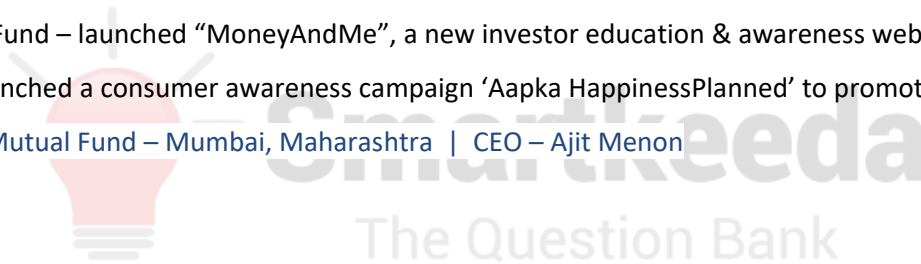 Fund – launched “MoneyAndMe”, a new investor education & awareness web
nched a consumer awareness campaign ‘Aapka HappinessPlanned’ to promot
Mutual Fund – Mumbai, Maharashtra | CEO – Ajit Menon
Smartkeeda
The Question Bank